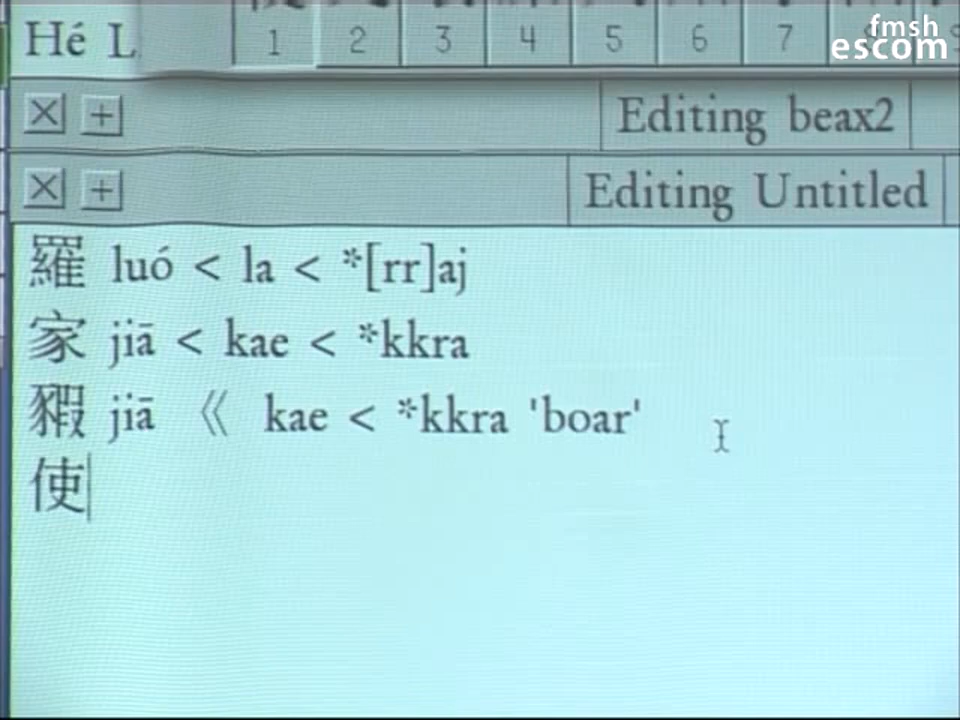 Hé L
1 2 3 4 5 6 7
fmsh
escom
Editing beax2
Editing Untitled
羅 luó < la < *[rr]aj
家 jiā < kae < *kkra
豭 jiā 《 kae < *kkra 'boar'
使